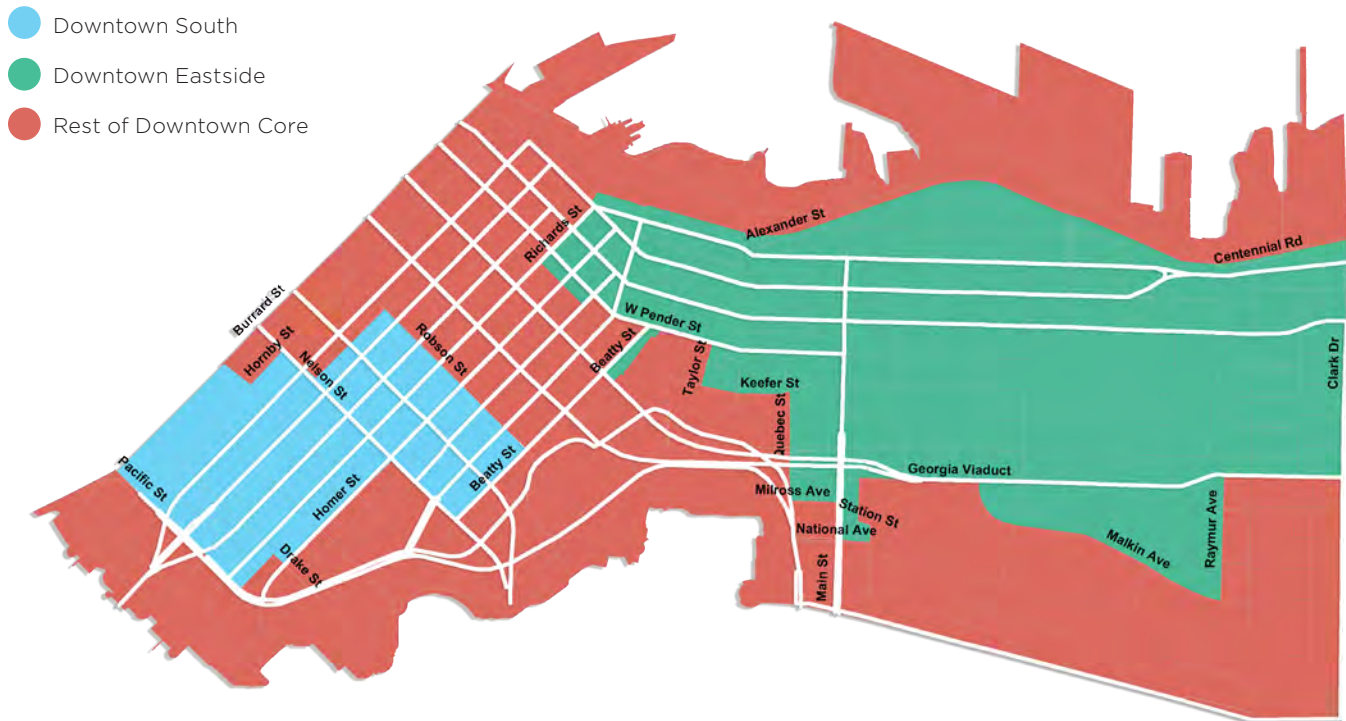 Downtown South
Downtown Eastside
Rest of Downtown Core
Richards St
Alexander St
Centennial Rd
Burrard St
Hornby St
Nelson St
Robson St
W Pender St
Beatty St
Taylor St
Keefer St
Quebec St
Clark Dr
Pacific St
Homer St
Beatty St
Drake St
Georgia Viaduct
Milross Ave
Station St
National Ave
Main St
Malkin Ave
Raymur Ave